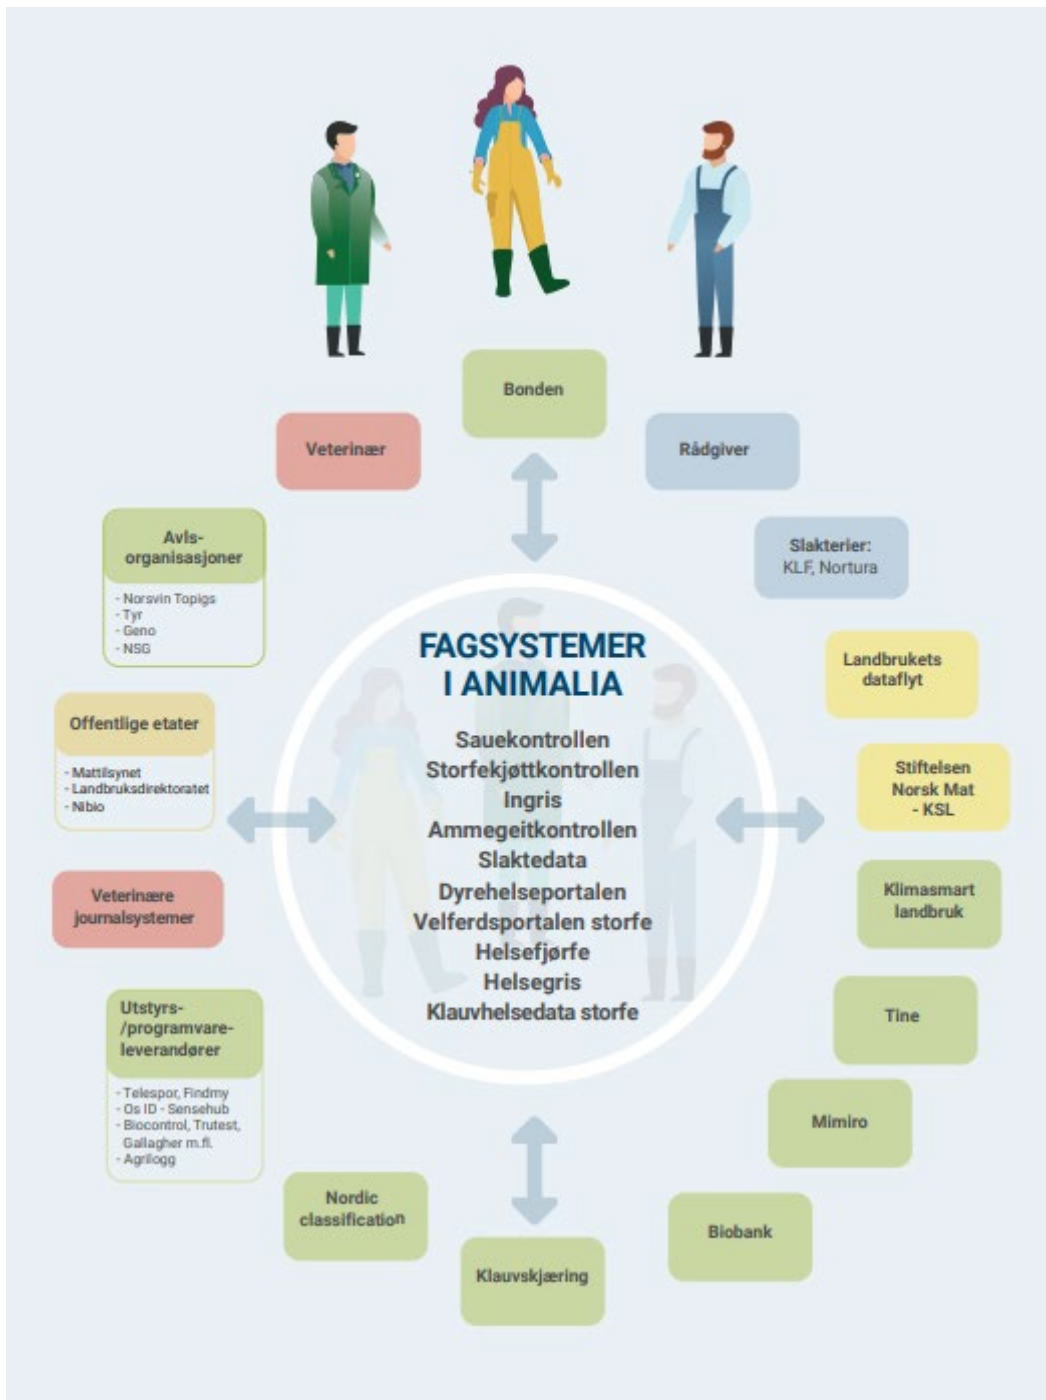 Bonden
Veterinær
Rådgiver
Avls-
organisasjoner
- Norsvin Topigs
- Tyr
- Geno
- NSG
Slakterier:
KLF, Nortura
FAGSYSTEMER
I ANIMALIA
Sauekontrollen
Storfekjøttkontrollen
Ingris
Ammegeitkontrollen
Slaktedata
Dyrehelseportalen
Velferdsportalen storfe
Helsefjørfe
Helsegris
Klauvhelsedata storfe
Landbrukets
dataflyt
Offentlige etater
- Mattilsynet
- Landbruksdirektoratet
- Nibio
Stiftelsen
Norsk Mat
- KSL
Veterinære
journalsystemer
Klimasmart
landbruk
Utstyrs-
/programvare-
leverandører
- Telespor, Findmy
- Os ID - Sensehub
- Biocontrol, Trutest,
Gallagher m.fl.
- Agrilogg
Tine
Mimiro
Nordic
classification
Biobank
Klauvskjæring